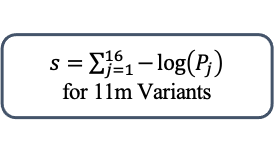 s = ∑_{j=1}^{16} − log(P_j)
for 11m Variants